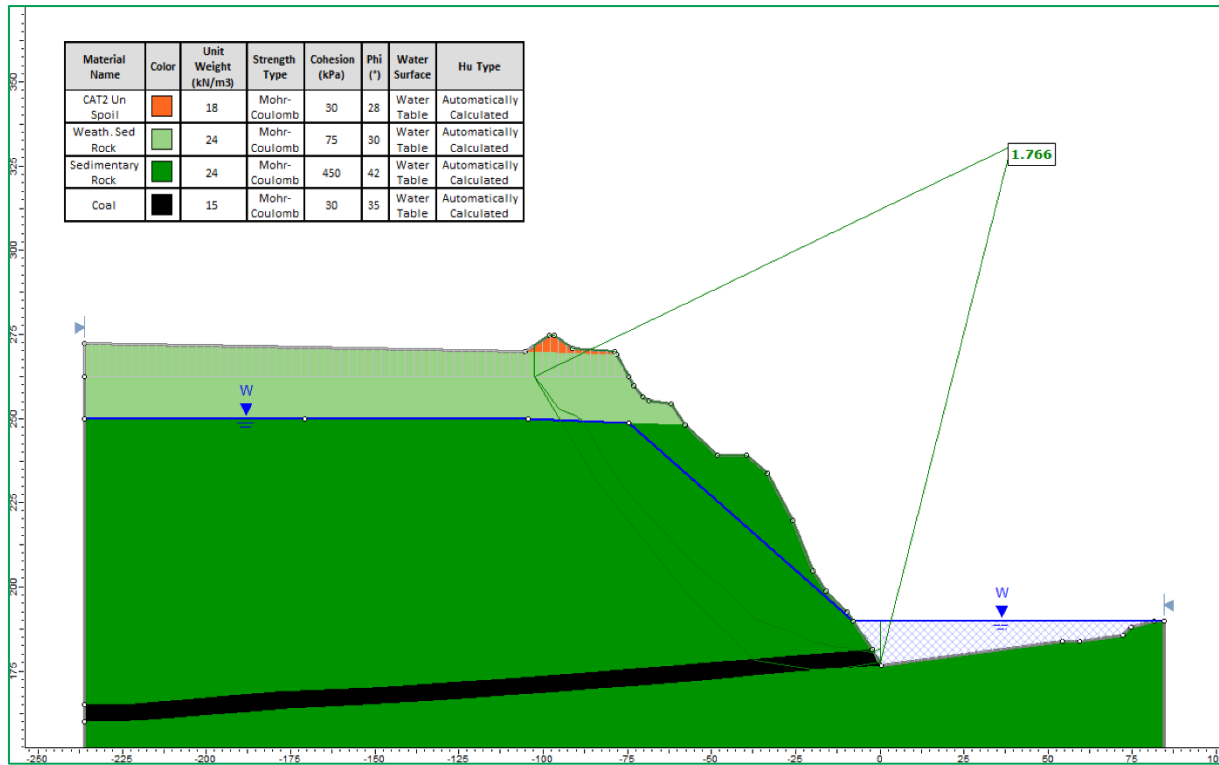 Material Name Color Unit Weight (kN/m3) Strength Type Cohesion (kPa) Phi (°) Water Surface Hu Type
CAT2 Un Spoil 18 Mohr-Coulomb 30 28 Water Table Automatically Calculated
Weath. Sed Rock 24 Mohr-Coulomb 75 30 Water Table Automatically Calculated
Sedimentary Rock 24 Mohr-Coulomb 450 42 Water Table Automatically Calculated
Coal 15 Mohr-Coulomb 30 35 Water Table Automatically Calculated
1.766
W
W
350
325
300
275
250
225
200
175
-250 -225 -200 -175 -150 -125 -100 -75 -50 -25 0 25 50 75 100